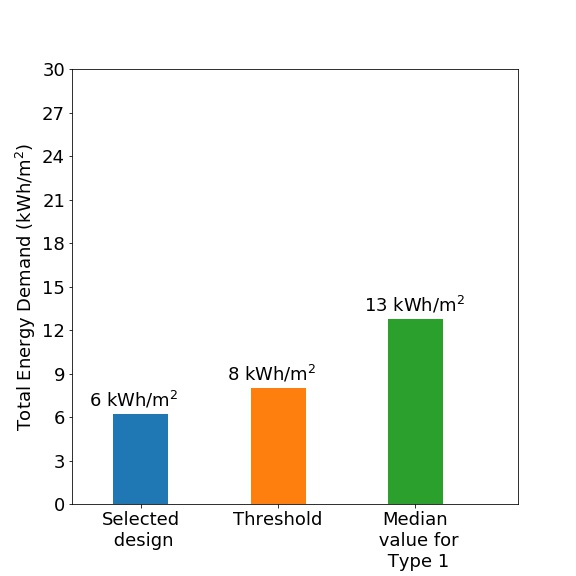 30
27
24
21
18
15
12
9
6
3
0
Total Energy Demand (kWh/m²)
6 kWh/m²
8 kWh/m²
13 kWh/m²
Selected
design
Threshold
Median
value for
Type 1